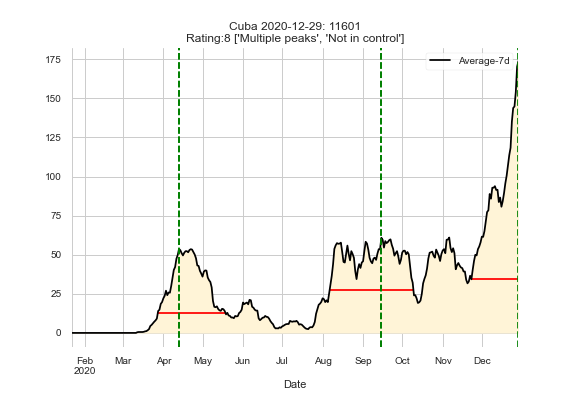 Cuba 2020-12-29: 11601
Rating:8 ['Multiple peaks', 'Not in control']
Average-7d
175
150
125
100
75
50
25
0
Feb Mar Apr May Jun Jul Aug Sep Oct Nov Dec
2020
Date